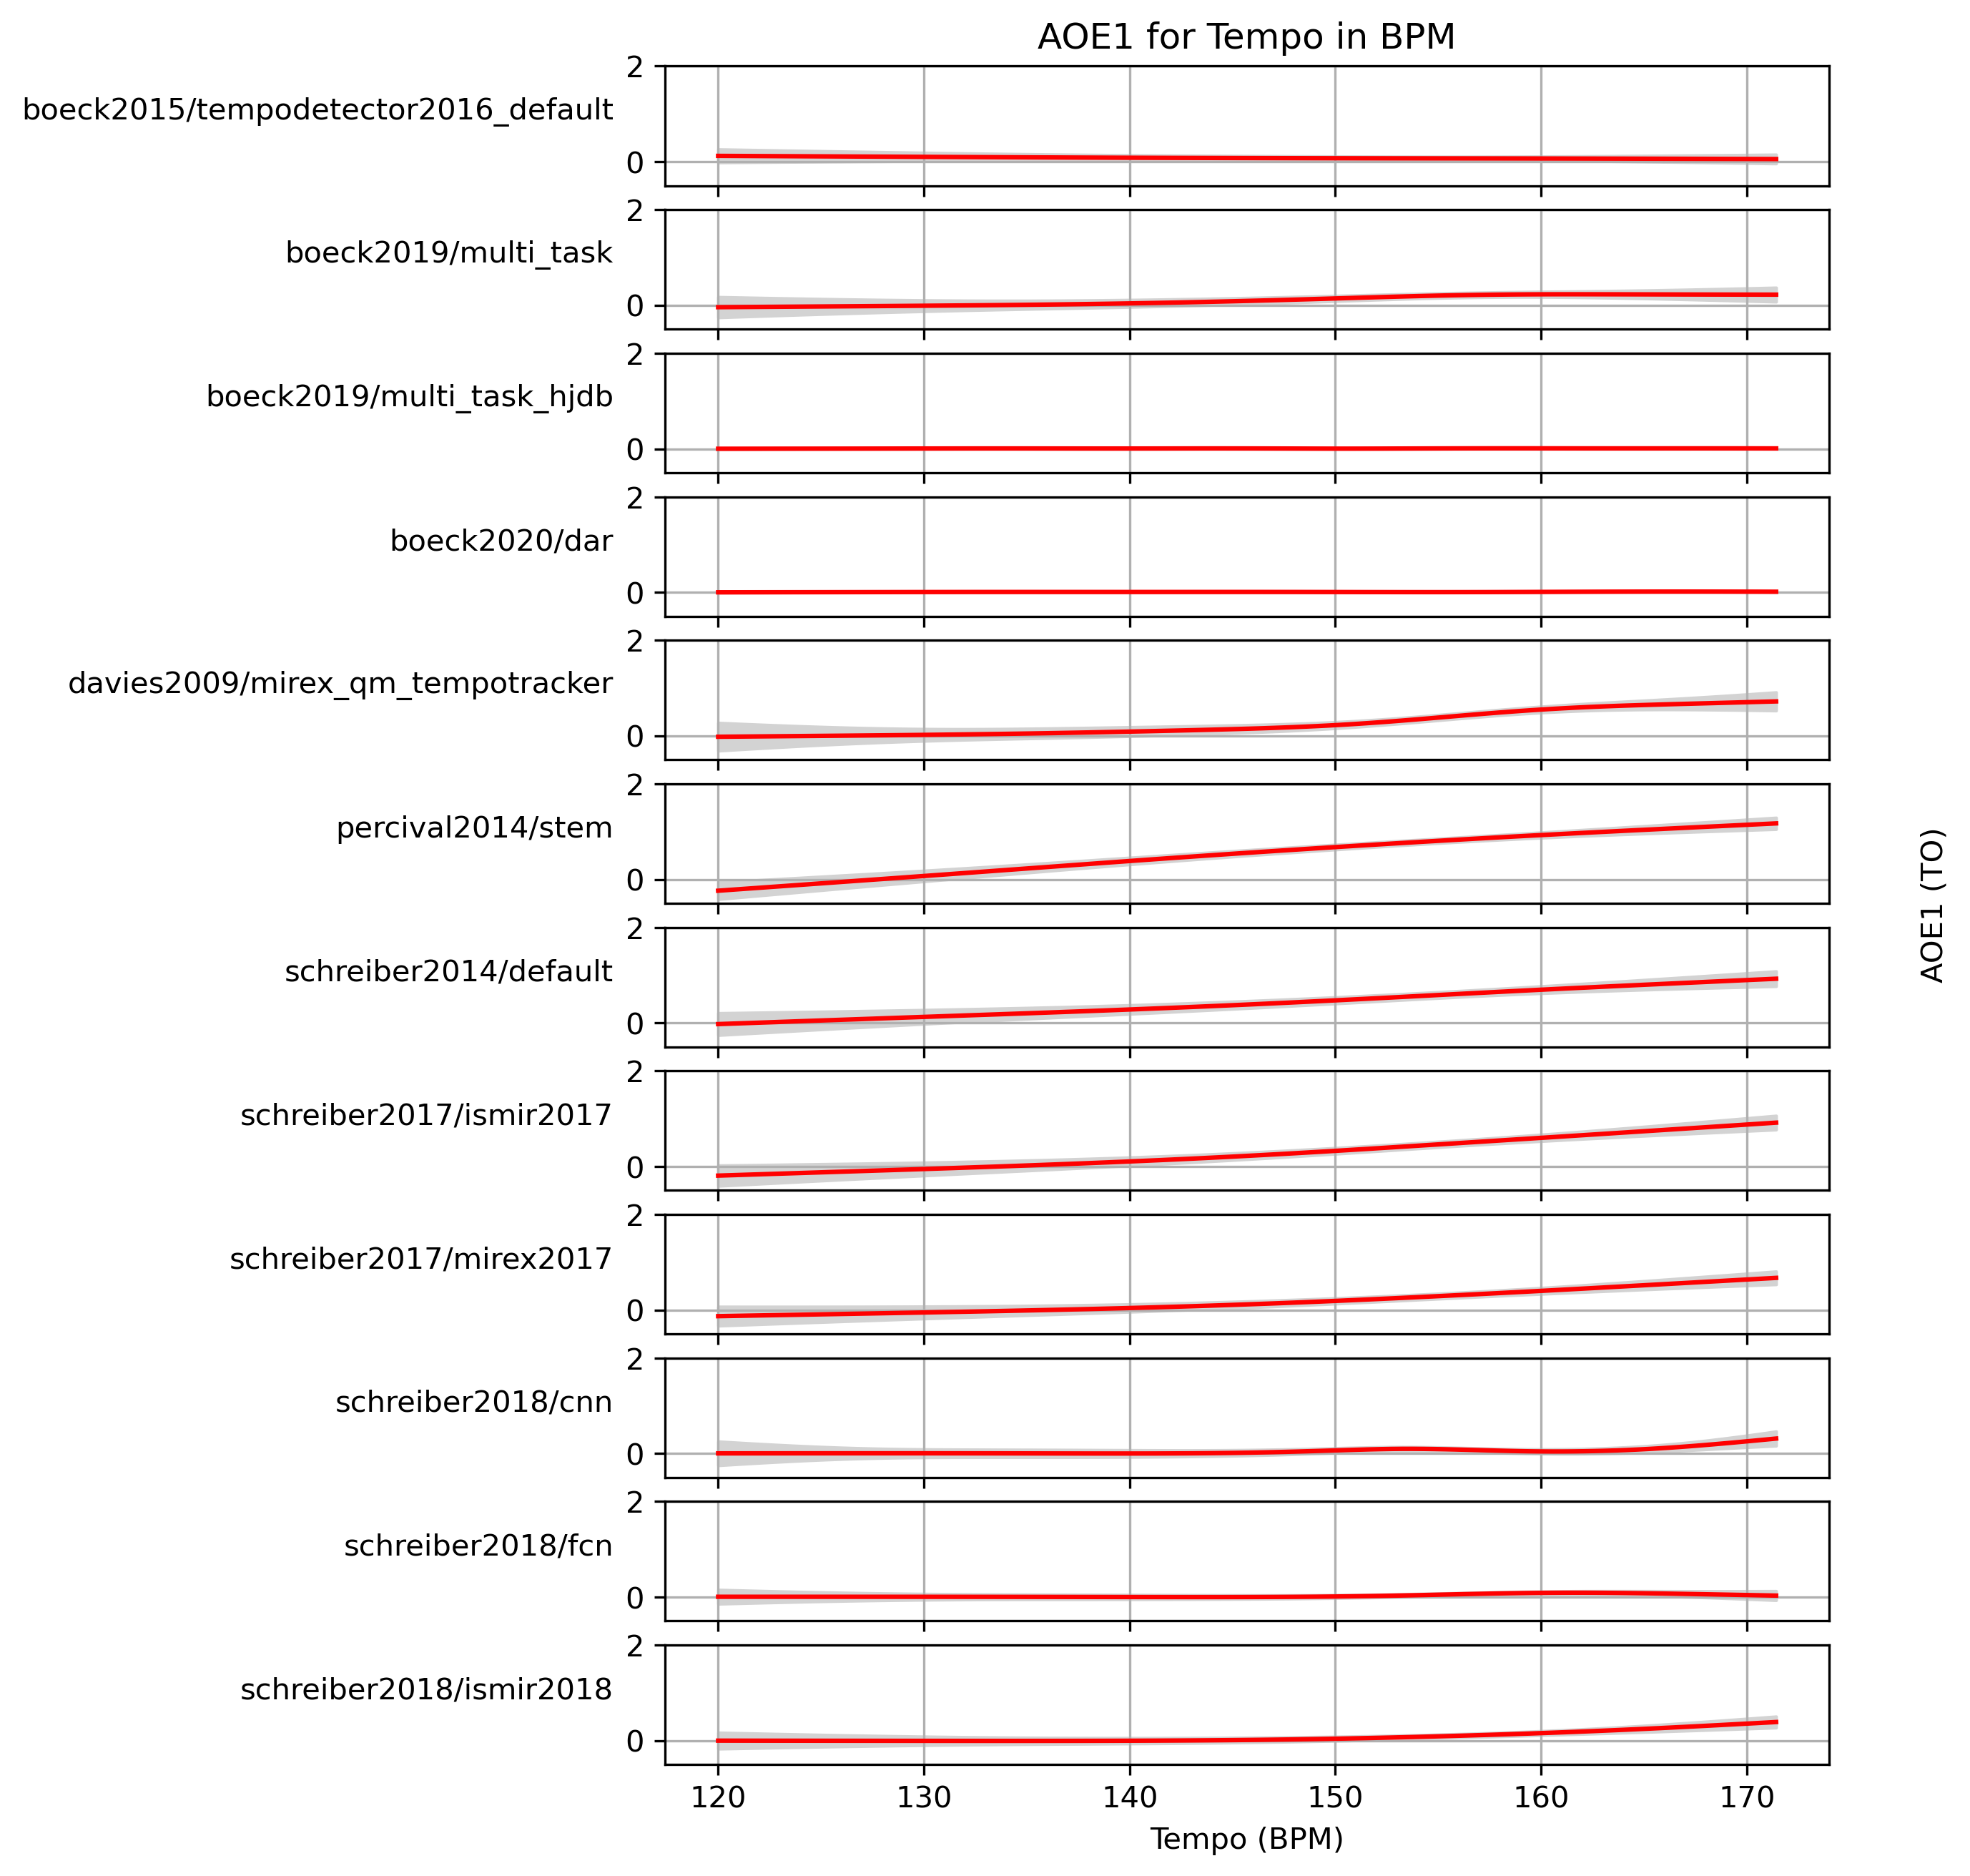 AOE1 for Tempo in BPM
2
boeck2015/tempodetector2016_default
0
2
boeck2019/multi_task
0
2
boeck2019/multi_task_hjdb
0
2
boeck2020/dar
0
2
davies2009/mirex_qm_tempotracker
0
2
percival2014/stem
0
AOE1 (TO)
2
schreiber2014/default
0
2
schreiber2017/ismir2017
0
2
schreiber2017/mirex2017
0
2
schreiber2018/cnn
0
2
schreiber2018/fcn
0
2
schreiber2018/ismir2018
0
120 130 140 150 160 170
Tempo (BPM)